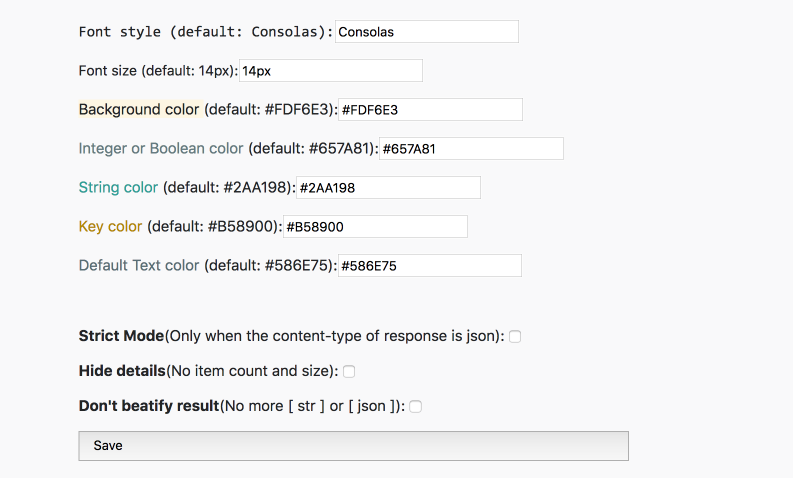 Font style (default: Consolas): Consolas
Font size (default: 14px): 14px
Background color (default: #FDF6E3): #FDF6E3
Integer or Boolean color (default: #657A81): #657A81
String color (default: #2AA198): #2AA198
Key color (default: #B58900): #B58900
Default Text color (default: #586E75): #586E75
Strict Mode(Only when the content-type of response is json):
Hide details(No item count and size):
Don't beatify result(No more [ str ] or [ json ]):
Save